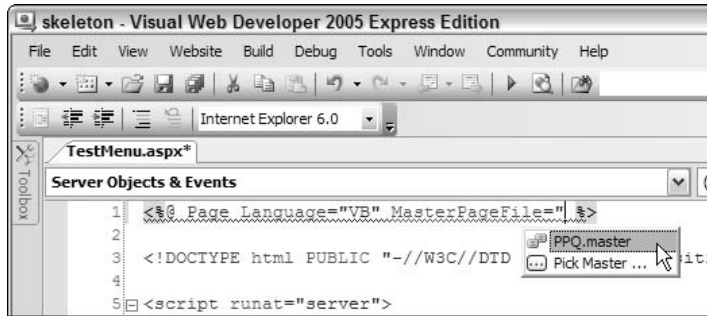 skeleton - Visual Web Developer 2005 Express Edition
File Edit View Website Build Debug Tools Window Community Help
Internet Explorer 6.0
Toolbox
TestMenu.aspx*
Server Objects & Events
1 <%@ Page Language="VB" MasterPageFile=" %>
2
PPQ.master
3 <!DOCTYPE html PUBLIC "-//W3C//DTD
Pick Master ...
4
5 <script runat="server">